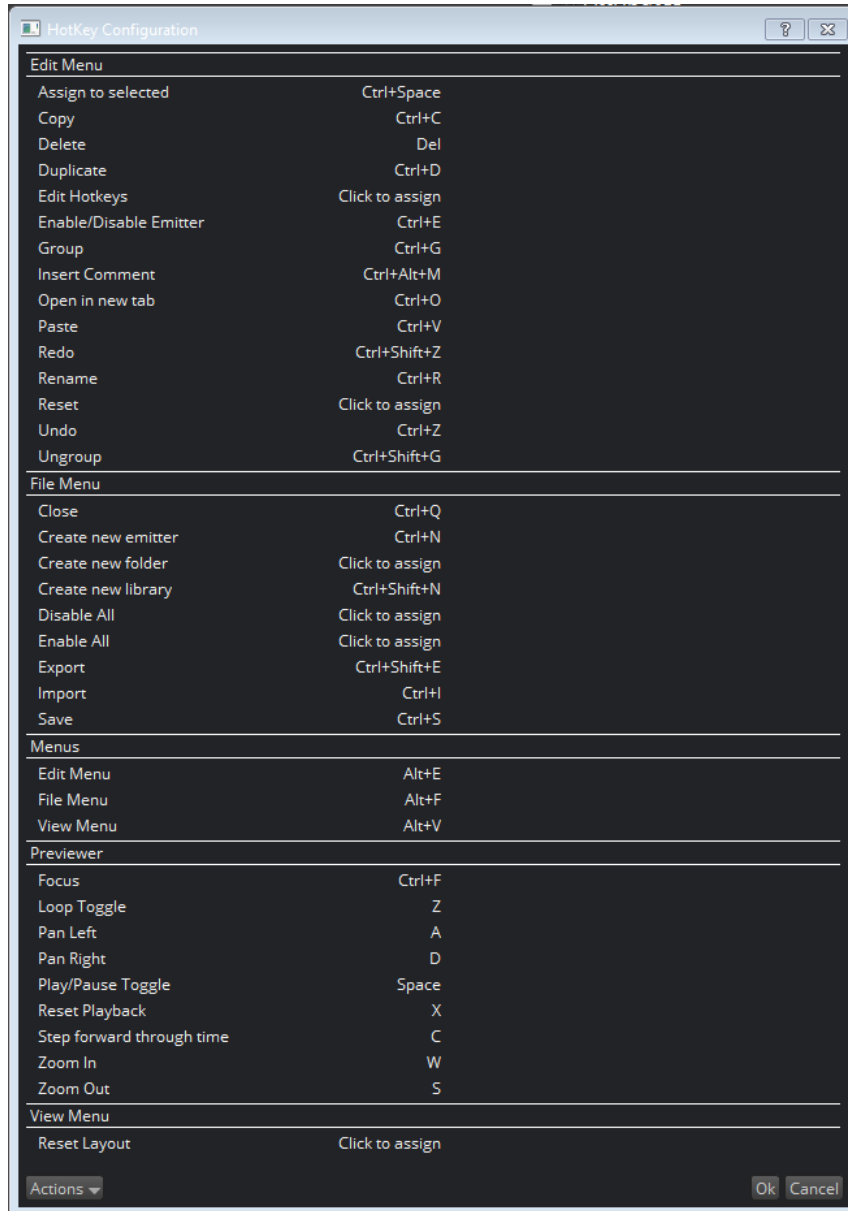 HotKey Configuration
Edit Menu
Assign to selected Ctrl+Space
Copy Ctrl+C
Delete Del
Duplicate Ctrl+D
Edit Hotkeys Click to assign
Enable/Disable Emitter Ctrl+E
Group Ctrl+G
Insert Comment Ctrl+Alt+M
Open in new tab Ctrl+O
Paste Ctrl+V
Redo Ctrl+Shift+Z
Rename Ctrl+R
Reset Click to assign
Undo Ctrl+Z
Ungroup Ctrl+Shift+G
File Menu
Close Ctrl+Q
Create new emitter Ctrl+N
Create new folder Click to assign
Create new library Ctrl+Shift+N
Disable All Click to assign
Enable All Click to assign
Export Ctrl+Shift+E
Import Ctrl+I
Save Ctrl+S
Menus
Edit Menu Alt+E
File Menu Alt+F
View Menu Alt+V
Previewer
Focus Ctrl+F
Loop Toggle Z
Pan Left A
Pan Right D
Play/Pause Toggle Space
Reset Playback X
Step forward through time C
Zoom In W
Zoom Out S
View Menu
Reset Layout Click to assign
Actions Ok Cancel